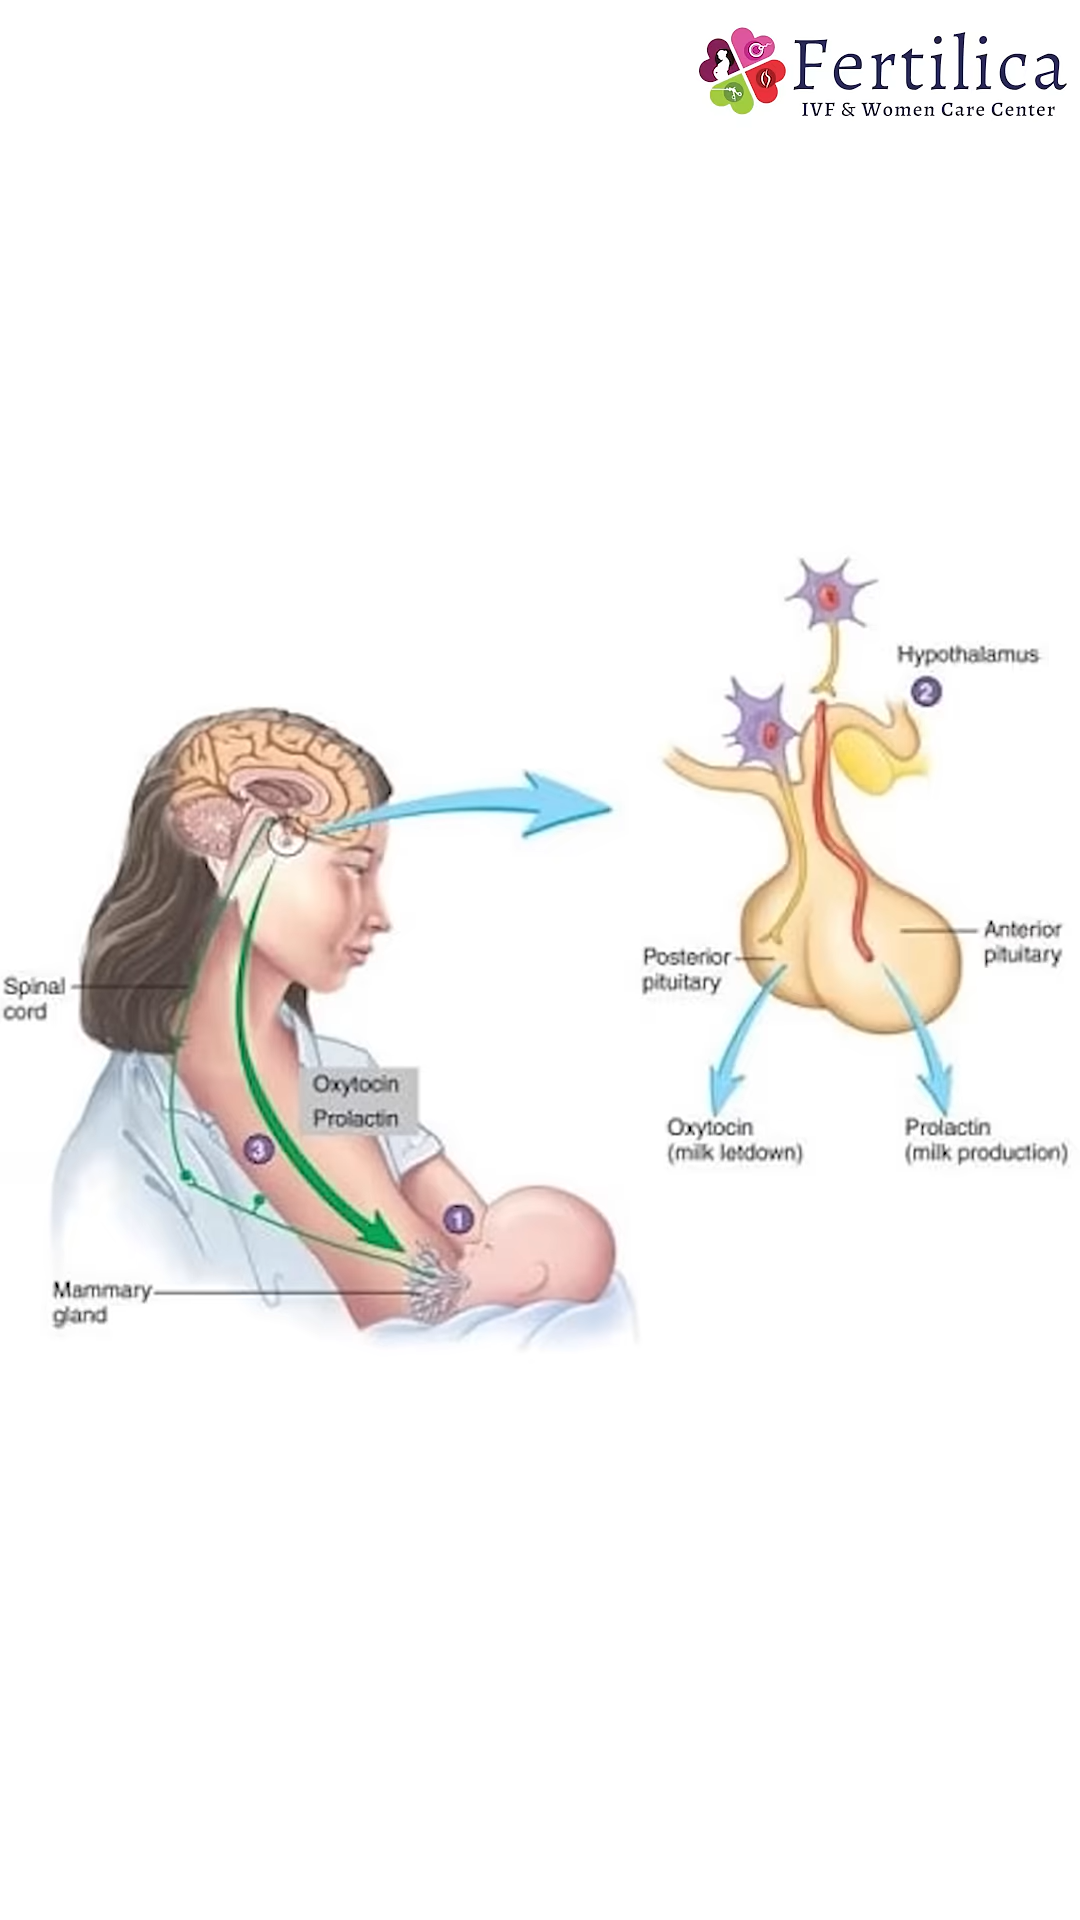 Fertilica
IVF & Women Care Center
Hypothalamus
2
Anterior
pituitary
Posterior
pituitary
Spinal
cord
Oxytocin
Prolactin
Oxytocin
(milk letdown)
Prolactin
(milk production)
3
1
Mammary
gland